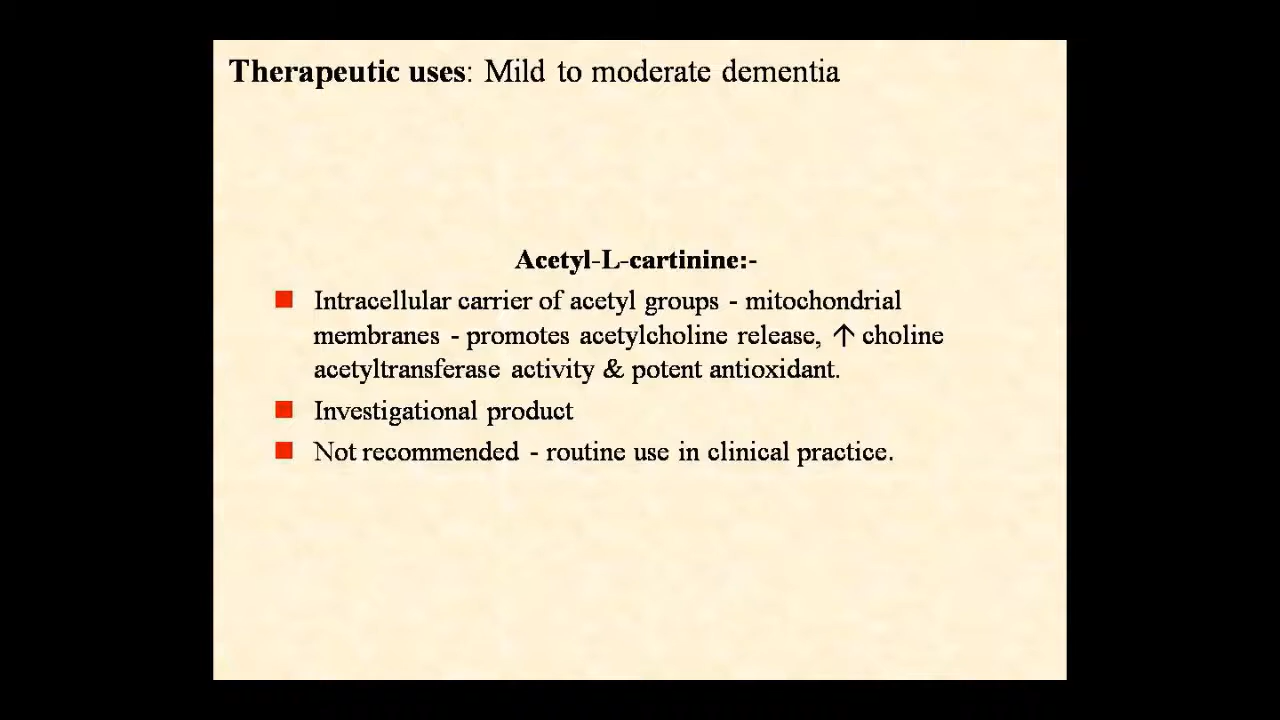 Therapeutic uses: Mild to moderate dementia
Acetyl-L-cartinine:-
Intracellular carrier of acetyl groups - mitochondrial
membranes - promotes acetylcholine release, ↑ choline
acetyltransferase activity & potent antioxidant.
Investigational product
Not recommended - routine use in clinical practice.